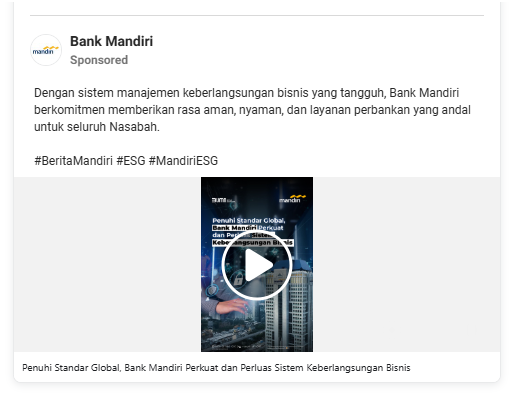 Bank Mandiri
mandiri
Sponsored
Dengan sistem manajemen keberlangsungan bisnis yang tangguh, Bank Mandiri
berkomitmen memberikan rasa aman, nyaman, dan layanan perbankan yang andal
untuk seluruh Nasabah.
#BeritaMandiri #ESG #MandiriESG
mandiri
Penuhi Standar Global,
Bank Mandiri Perkuat
dan Perluas Sistem
Keberlangsungan Bisnis
Penuhi Standar Global, Bank Mandiri Perkuat dan Perluas Sistem Keberlangsungan Bisnis